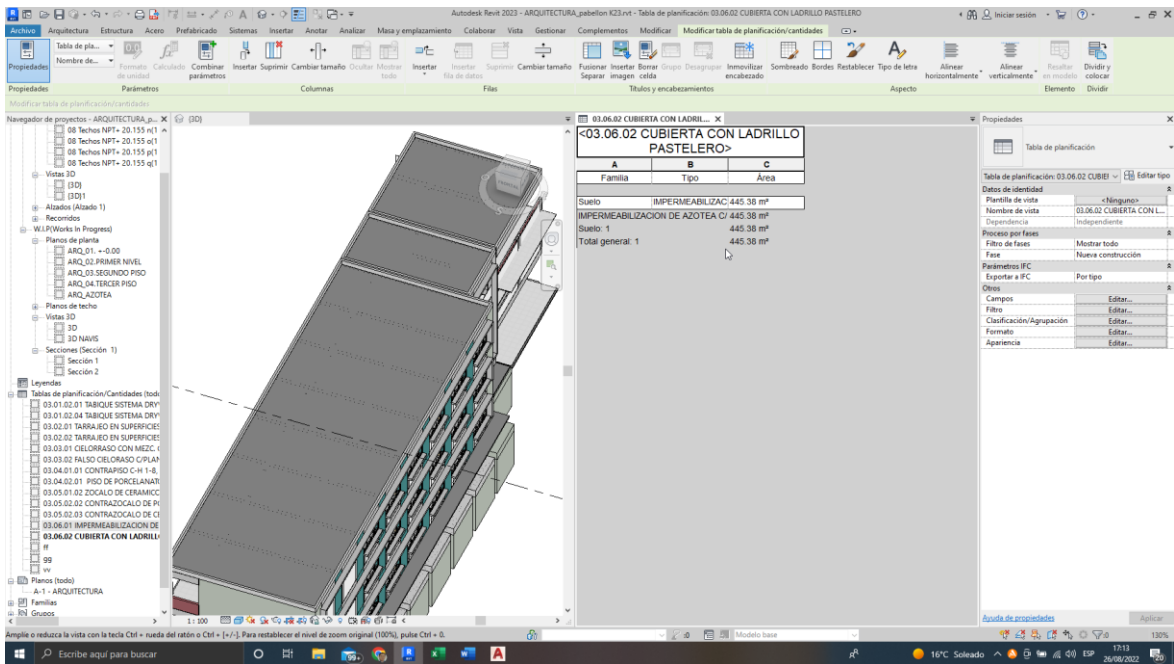 Autodesk Revit 2023 - ARQUITECTURA_pabellon K23.rvt - Tabla de planificación: 03.06.02 CUBIERTA CON LADRILLO PASTELERO
Iniciar sesión
Archivo Arquitectura Estructura Acero Prefabricado Sistemas Insertar Anotar Analizar Masa y emplazamiento Colaborar Vista Gestionar Complementos Modificar Modificar tabla de planificación/cantidades
Tabla de pla...
Nombre de...
Propiedades
Formato de unidad
Calculado
Combinar parámetros
Insertar Suprimir Cambiar tamaño Ocultar Mostrar todo
Insertar
Insertar fila de datos
Suprimir Cambiar tamaño
Fusionar Separar
Insertar imagen
Borrar celda
Grupo Desagrupar
Inmovilizar encabezado
Sombreado Bordes Restablecer Tipo de letra
Alinear horizontalmente
Alinear verticalmente
Resaltar en modelo
Dividir y colocar
Propiedades Parámetros Columnas Filas Títulos y encabezamientos Aspecto Elemento Dividir
Modificar tabla de planificación/cantidades
Navegador de proyectos - ARQUITECTURA_p...
08 Techos NPT+ 20.155 n(1
08 Techos NPT+ 20.155 o(1
08 Techos NPT+ 20.155 p(1
08 Techos NPT+ 20.155 q(1
Vistas 3D
{3D}
{3D}1
Alzados (Alzado 1)
Recorridos
W.I.P(Works In Progress)
Planos de planta
ARQ_01. +-0.00
ARQ_02.PRIMER NIVEL
ARQ_03.SEGUNDO PISO
ARQ_04.TERCER PISO
ARQ_AZOTEA
Planos de techo
Vistas 3D
3D
3D NAVIS
Secciones (Sección 1)
Sección 1
Sección 2
Leyendas
Tablas de planificación/Cantidades (tod
03.01.02.01 TABIQUE SISTEMA DRY
03.01.02.04 TABIQUE SISTEMA DRY
03.02.01 TARRAJEO EN SUPERFICIES
03.02.02 TARRAJEO EN SUPERFICIES
03.03.01 CIELORRASO CON MEZC. (
03.03.02 FALSO CIELORASO C/PLAN
03.04.01.01 CONTRAPISO C-H 1-8,
03.04.02.01 PISO DE PORCELANAT
03.05.01.02 ZOCALO DE CERAMICC
03.05.02.02 CONTRAZOCALO DE P
03.05.02.03 CONTRAZOCALO DE CE
03.06.01 IMPERMEABILIZACION DE
03.06.02 CUBIERTA CON LADRILL
ff
gg
vv
Planos (todo)
A-1 - ARQUITECTURA
Familias
Grupos
{3D}
1 : 100
03.06.02 CUBIERTA CON LADRIL...
<03.06.02 CUBIERTA CON LADRILLO PASTELERO>
A B C
Familia Tipo Área
Suelo IMPERMEABILIZAC 445.38 m²
IMPERMEABILIZACION DE AZOTEA C/ 445.38 m²
Suelo: 1 445.38 m²
Total general: 1 445.38 m²
Propiedades
Tabla de planificación
Tabla de planificación: 03.06.02 CUBIEI
Editar tipo
Datos de identidad
Plantilla de vista <Ninguno>
Nombre de vista 03.06.02 CUBIERTA CON L...
Dependencia Independiente
Proceso por fases
Filtro de fases Mostrar todo
Fase Nueva construcción
Parámetros IFC
Exportar a IFC Por tipo
Otros
Campos Editar...
Filtro Editar...
Clasificación/Agrupación Editar...
Formato Editar...
Apariencia Editar...
Ayuda de propiedades
Aplicar
Amplíe o reduzca la vista con la tecla Ctrl + rueda del ratón o Ctrl + [+/-]. Para restablecer el nivel de zoom original (100%), pulse Ctrl + 0.
:0
Modelo base
:0
130%
Escribe aquí para buscar
16°C Soleado
ESP
17:13
26/08/2022